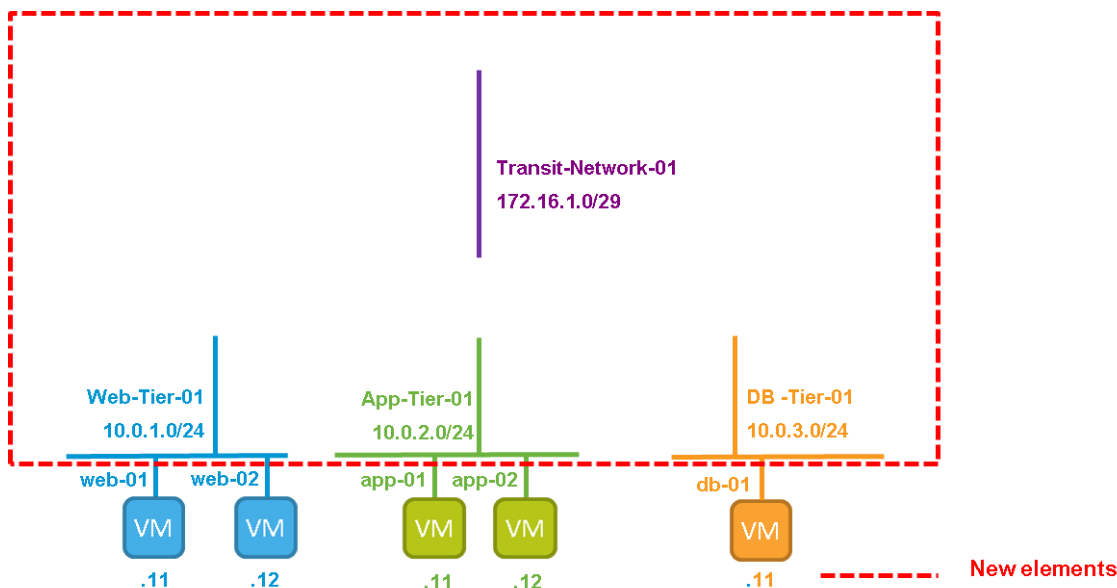 Transit-Network-01
172.16.1.0/29
Web-Tier-01
10.0.1.0/24
App-Tier-01
10.0.2.0/24
DB -Tier-01
10.0.3.0/24
web-01
web-02
app-01
app-02
db-01
VM
VM
VM
VM
VM
.11
.12
.11
.12
.11
New elements